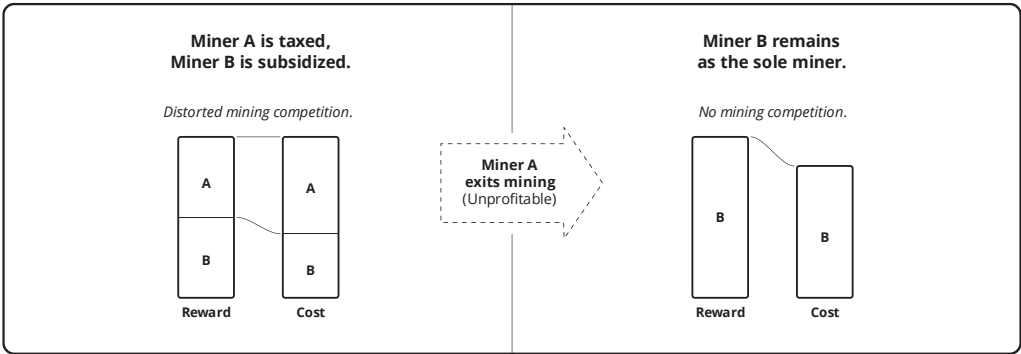 Miner A is taxed,
Miner B is subsidized.
Distorted mining competition.
A
A
B
B
Reward
Cost
Miner A
exits mining
(Unprofitable)
Miner B remains
as the sole miner.
No mining competition.
B
B
Reward
Cost